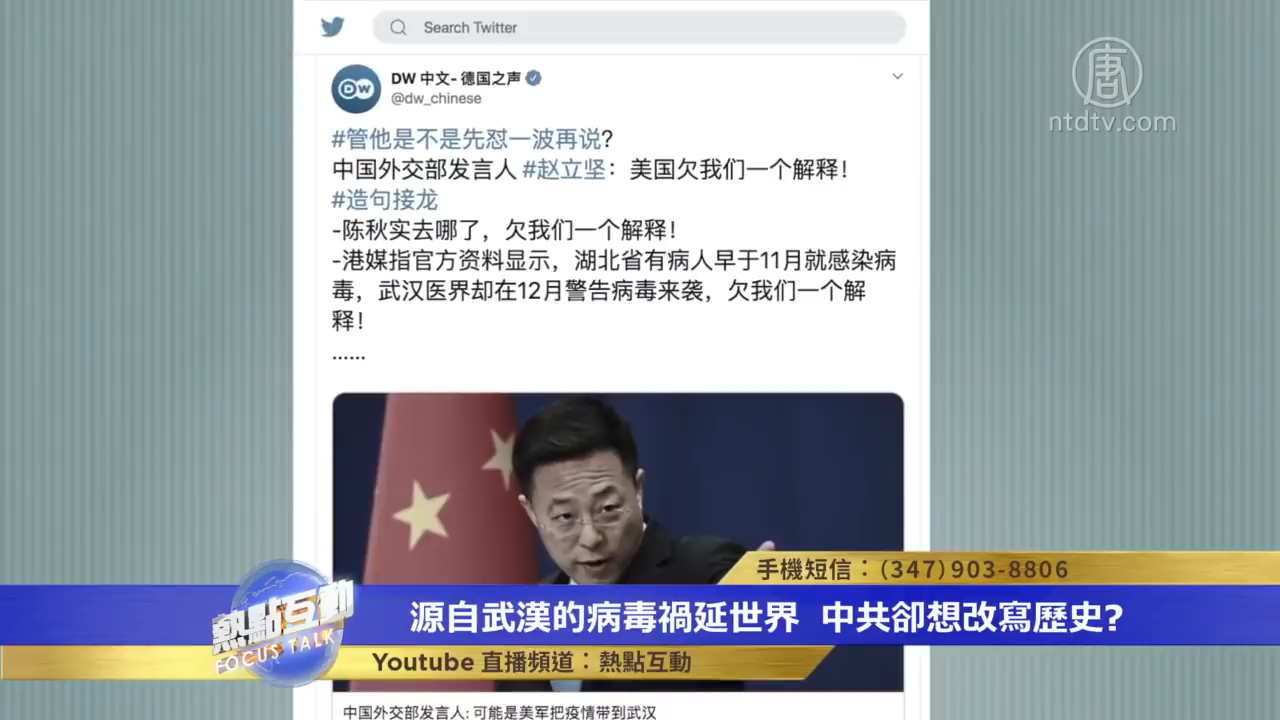 Search Twitter
唐
ntdtv.com
DW
DW 中文- 德国之声
@dw_chinese
#管他是不是先怼一波再说?
中国外交部发言人 #赵立坚：美国欠我们一个解释！
#造句接龙
-陈秋实去哪了，欠我们一个解释！
-港媒指官方资料显示，湖北省有病人早于11月就感染病
毒，武汉医界却在12月警告病毒来袭，欠我们一个解
释！
......
手機短信：(347)903-8806
熱點互動
FOCUS TALK
源自武漢的病毒禍延世界 中共卻想改寫歷史?
Youtube 直播頻道：熱點互動
中国外交部发言人: 可能是美军把疫情带到武汉